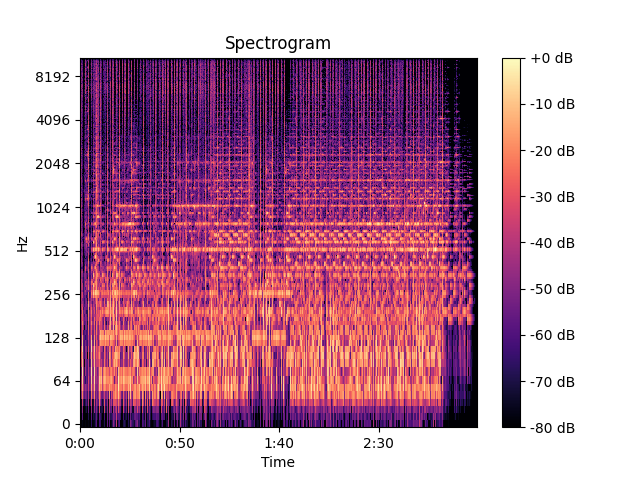 Spectrogram
8192
4096
2048
1024
512
256
128
64
0
Hz
0:00
0:50
1:40
2:30
Time
+0 dB
-10 dB
-20 dB
-30 dB
-40 dB
-50 dB
-60 dB
-70 dB
-80 dB